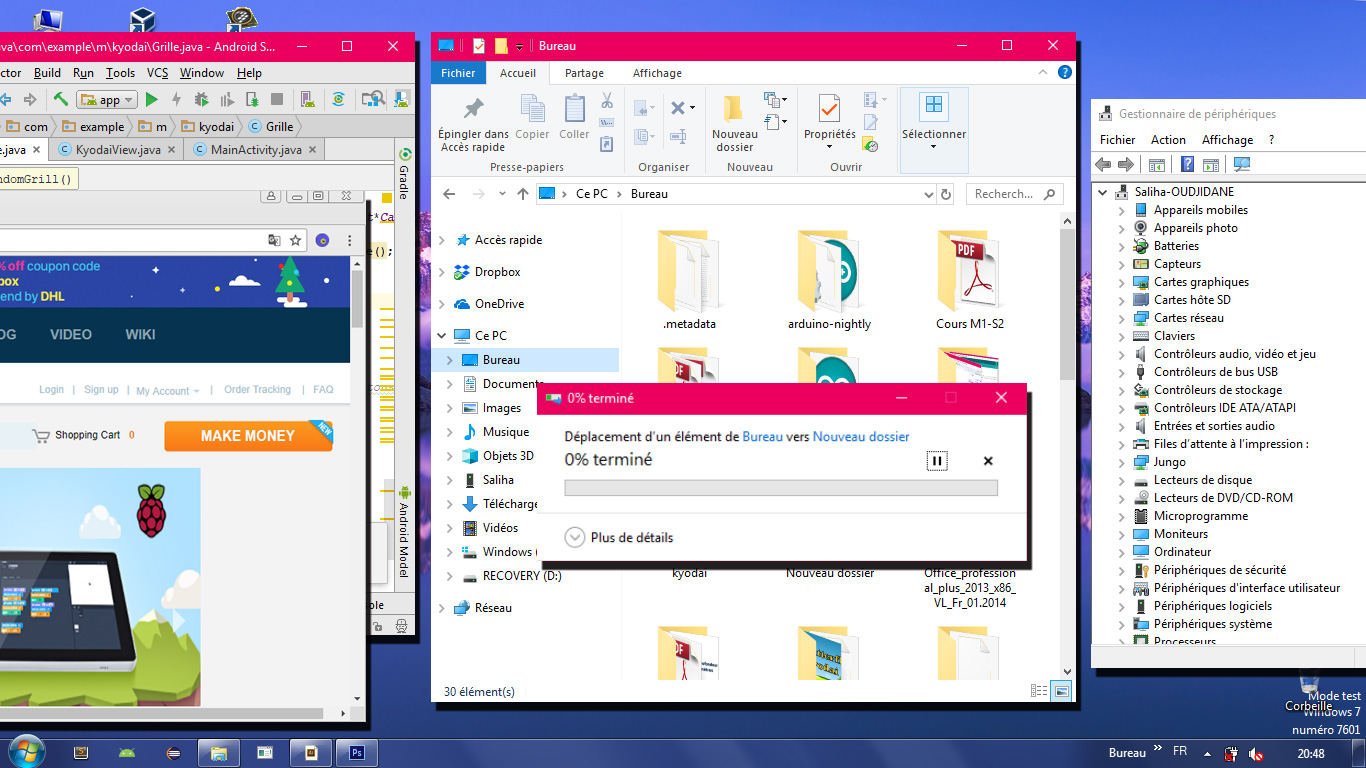 ava\com\example\m\kyodai\Grille.java - Android S...
ctor Build Run Tools VCS Window Help
app
com example m kyodai Grille
e.java KyodaiView.java MainActivity.java
ndomGrill()
Gradle
c*Ca
e();
% off coupon code
box
end by DHL
OG VIDEO WIKI
Login | Sign up | My Account | Order Tracking | FAQ
Shopping Cart 0
MAKE MONEY
NEW
Android Model
ble
Bureau
Fichier Accueil Partage Affichage
Épingler dans
Accès rapide
Copier
Coller
Nouveau
dossier
Propriétés
Sélectionner
Presse-papiers Organiser Nouveau Ouvrir
Ce PC Bureau
Recherch...
Accès rapide
Dropbox
OneDrive
Ce PC
Bureau
Documents
Images
Musique
Objets 3D
Saliha
Télécharge
Vidéos
Windows (
RECOVERY (D:)
Réseau
.metadata
arduino-nightly
PDF
Cours M1-S2
PDF
0% terminé
Déplacement d'un élément de Bureau vers Nouveau dossier
0% terminé
Plus de détails
kyodai
Nouveau dossier
Office_profession
al_plus_2013_x86_
VL_Fr_01.2014
PDF
30 élément(s)
Gestionnaire de périphériques
Fichier Action Affichage ?
Saliha-OUDJIDANE
Appareils mobiles
Appareils photo
Batteries
Capteurs
Cartes graphiques
Cartes hôte SD
Cartes réseau
Claviers
Contrôleurs audio, vidéo et jeu
Contrôleurs de bus USB
Contrôleurs de stockage
Contrôleurs IDE ATA/ATAPI
Entrées et sorties audio
Files d'attente à l'impression :
Jungo
Lecteurs de disque
Lecteurs de DVD/CD-ROM
Microprogramme
Moniteurs
Ordinateur
Périphériques de sécurité
Périphériques d'interface utilisateur
Périphériques logiciels
Périphériques système
Processeurs
Mode test
Corbeille
Windows 7
numéro 7601
Ps
Bureau » FR 20:48